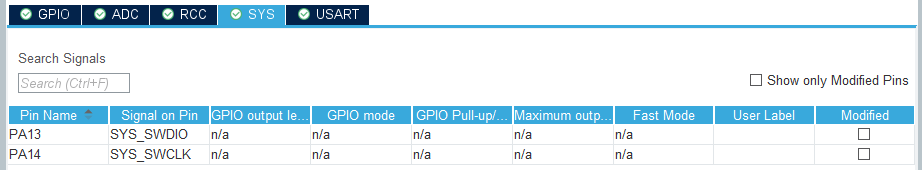 GPIO ADC RCC SYS USART
Search Signals
Search (Ctrl+F)
Show only Modified Pins
Pin Name Signal on Pin GPIO output le... GPIO mode GPIO Pull-up/... Maximum outp... Fast Mode User Label Modified
PA13 SYS_SWDIO n/a n/a n/a n/a n/a
PA14 SYS_SWCLK n/a n/a n/a n/a n/a